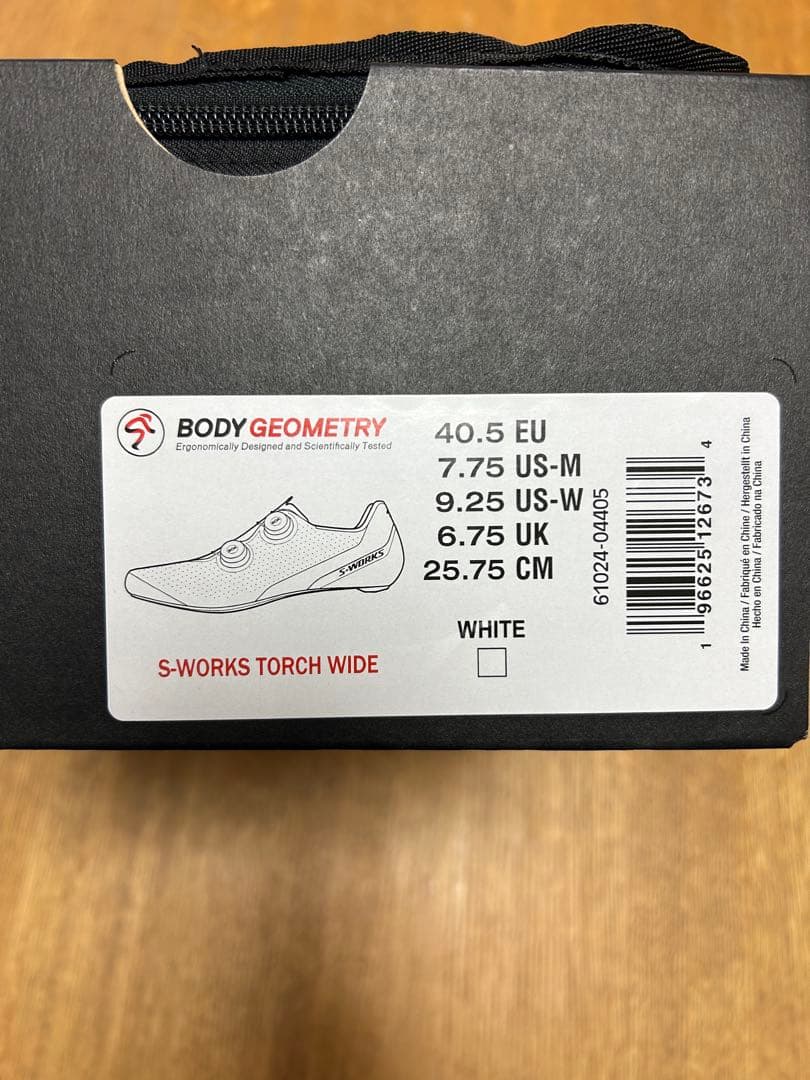 BODY GEOMETRY
Ergonomically Designed and Scientifically Tested
S-WORKS
S-WORKS TORCH WIDE
40.5 EU
7.75 US-M
9.25 US-W
6.75 UK
25.75 CM
WHITE
61024-04405
1 96625 12673 4
Made In China / Fabriqué en Chine / Hergestellt in China
Hecho en China / Fabricado na China